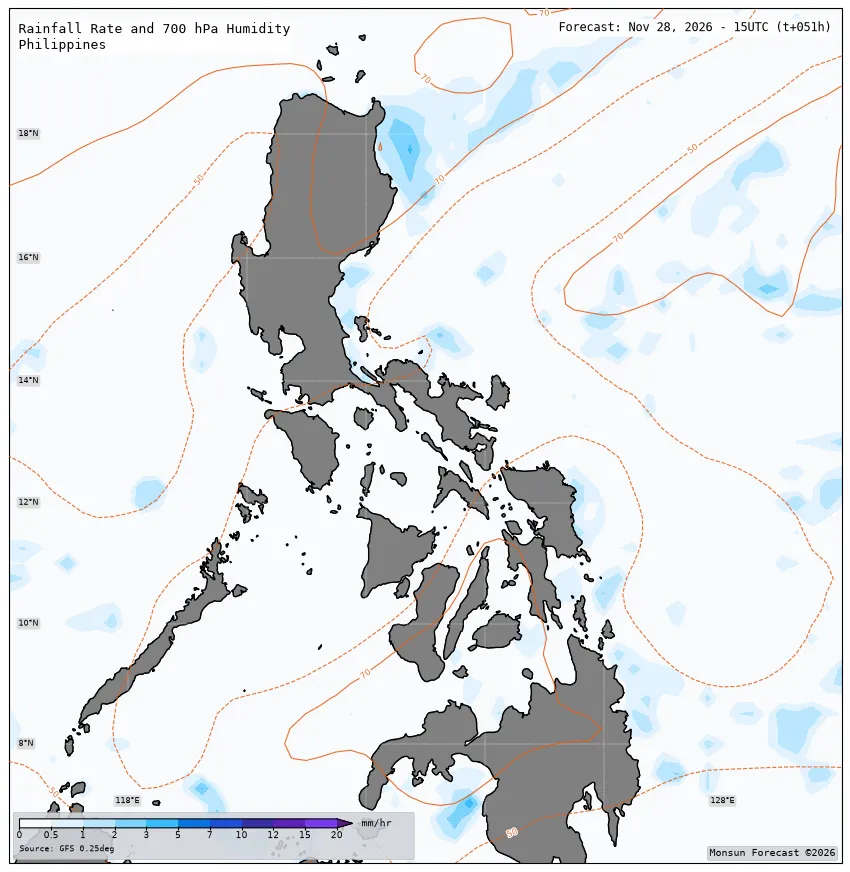 Rainfall Rate and 700 hPa Humidity
Philippines
Forecast: Nov 28, 2026 - 15UTC (t+051h)
70
70
18°N
50
70
50
70
16°N
14°N
12°N
10°N
70
8°N
50
118°E
128°E
50
0 0.5 1 2 3 5 7 10 12 15 20 mm/hr
Source: GFS 0.25deg
Monsun Forecast ©2026